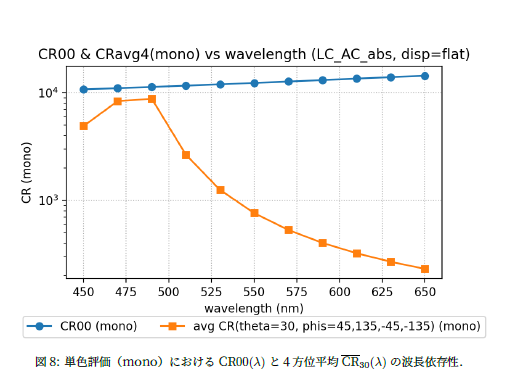 CR00 & CRavg4(mono) vs wavelength (LC_AC_abs, disp=flat)
CR (mono)
10⁴
10³
450 475 500 525 550 575 600 625 650
wavelength (nm)
CR00 (mono) avg CR(theta=30, phis=45,135,-45,-135) (mono)
図 8: 単色評価（mono）における CR00(λ) と 4 方位平均 C̅R̅₃₀(λ) の波長依存性.